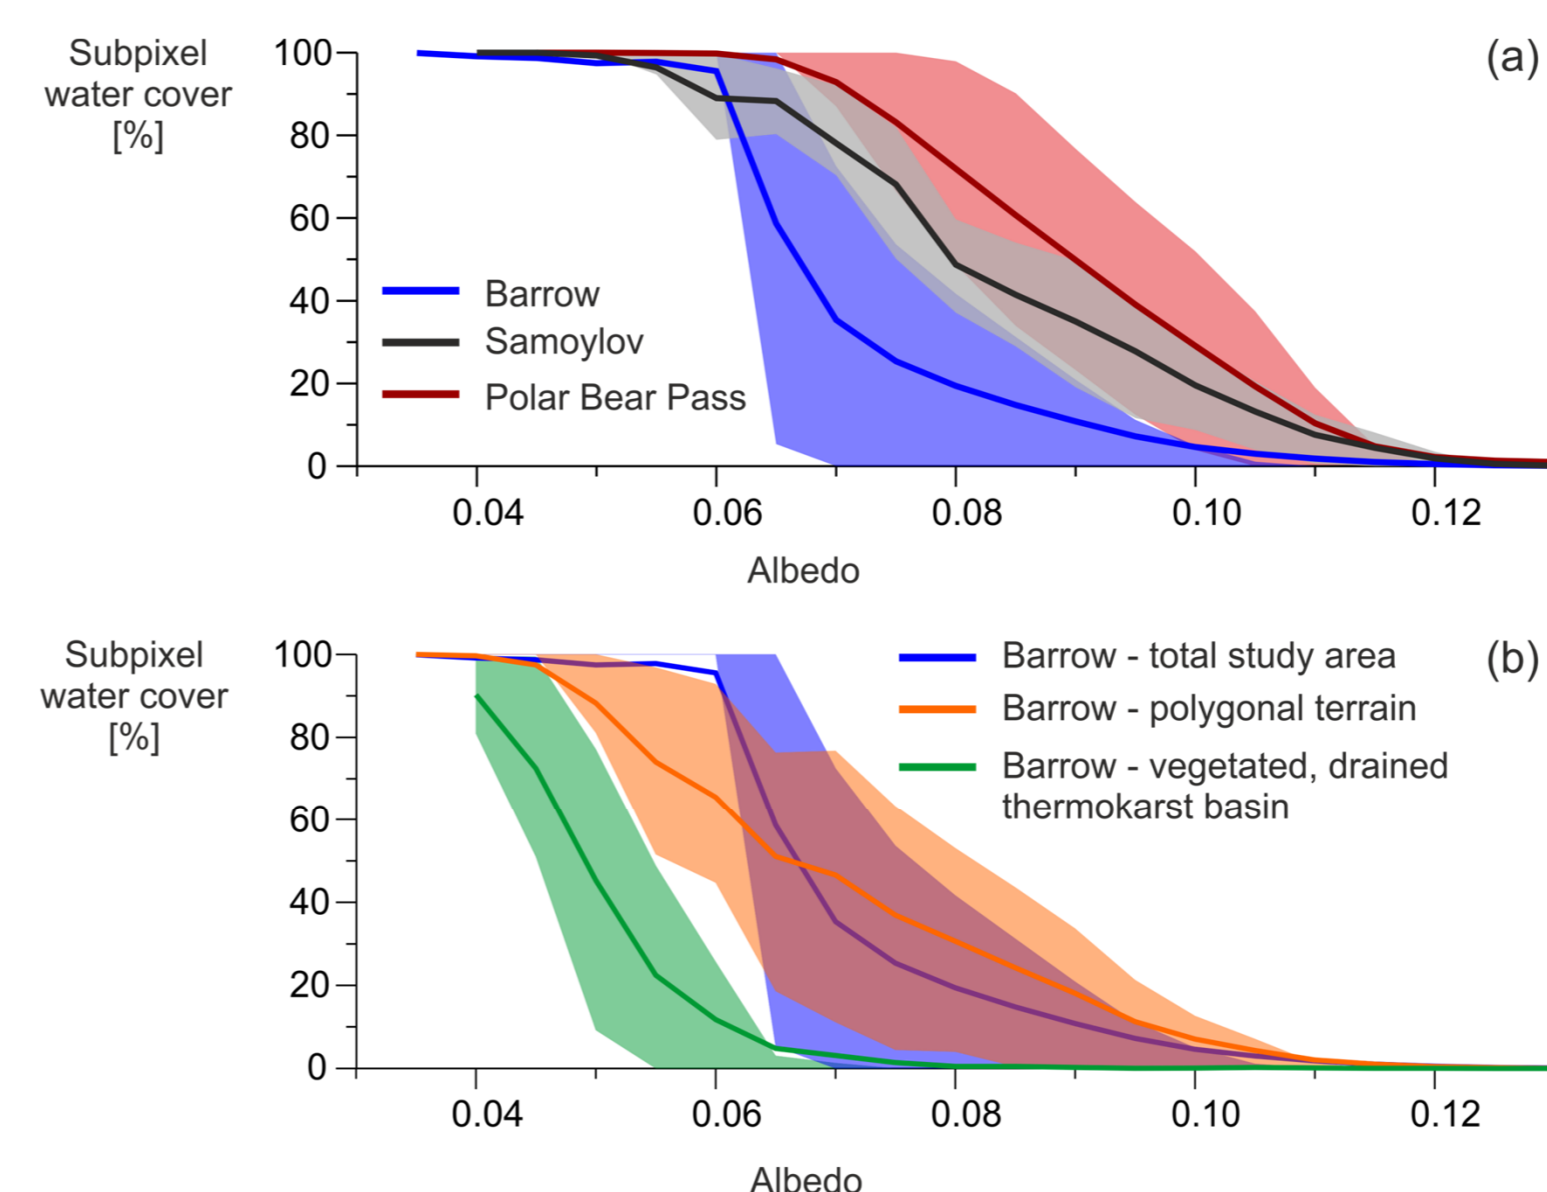 Subpixel
water cover
[%]
100
80
60
40
20
0
(a)
Barrow
Samoylov
Polar Bear Pass
0.04 0.06 0.08 0.10 0.12
Albedo
Subpixel
water cover
[%]
100
80
60
40
20
0
Barrow - total study area
Barrow - polygonal terrain
Barrow - vegetated, drained
thermokarst basin
(b)
0.04 0.06 0.08 0.10 0.12
Albedo